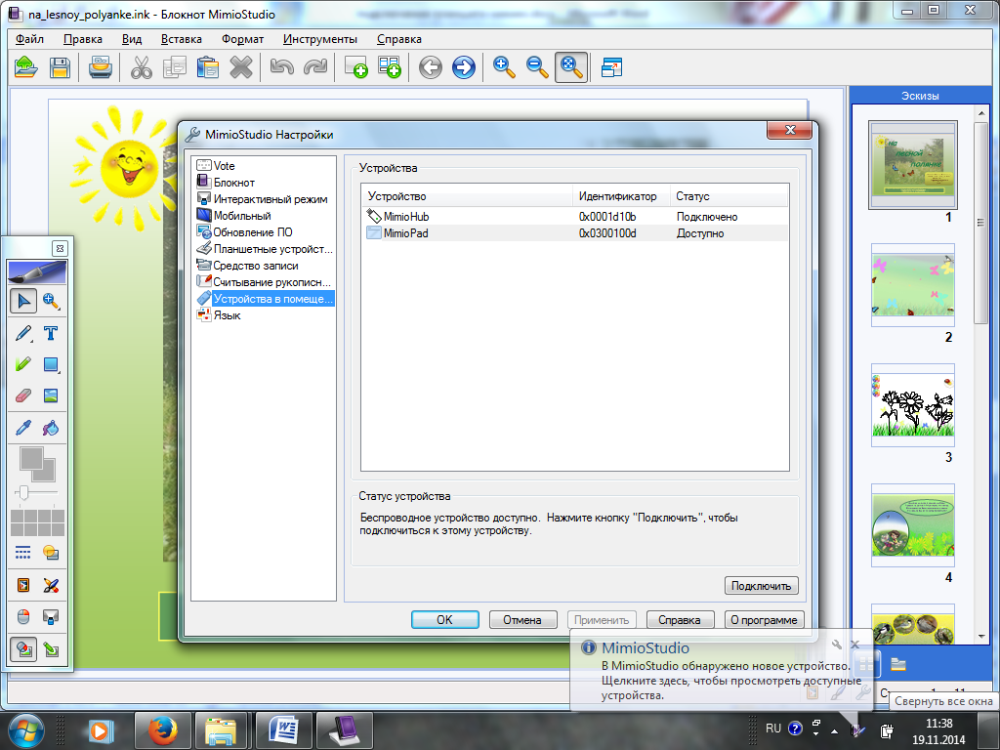 na_lesnoy_polyanke.ink - Блокнот MimioStudio
Файл Правка Вид Вставка Формат Инструменты Справка
Эскизы
на
лесной
полянке
1
2
3
4
MimioStudio Настройки
Vote
Блокнот
Интерактивный режим
Мобильный
Обновление ПО
Планшетные устройст...
Средство записи
Считывание рукописн...
Устройства в помеще...
Язык
Устройства
Устройство Идентификатор Статус
MimioHub 0x0001d10b Подключено
MimioPad 0x0300100d Доступно
Статус устройства
Беспроводное устройство доступно. Нажмите кнопку "Подключить", чтобы
подключиться к этому устройству.
Подключить
OK Отмена Применить Справка О программе
MimioStudio
В MimioStudio обнаружено новое устройство.
Щелкните здесь, чтобы просмотреть доступные
устройства.
Свернуть все окна
RU
11:38
19.11.2014